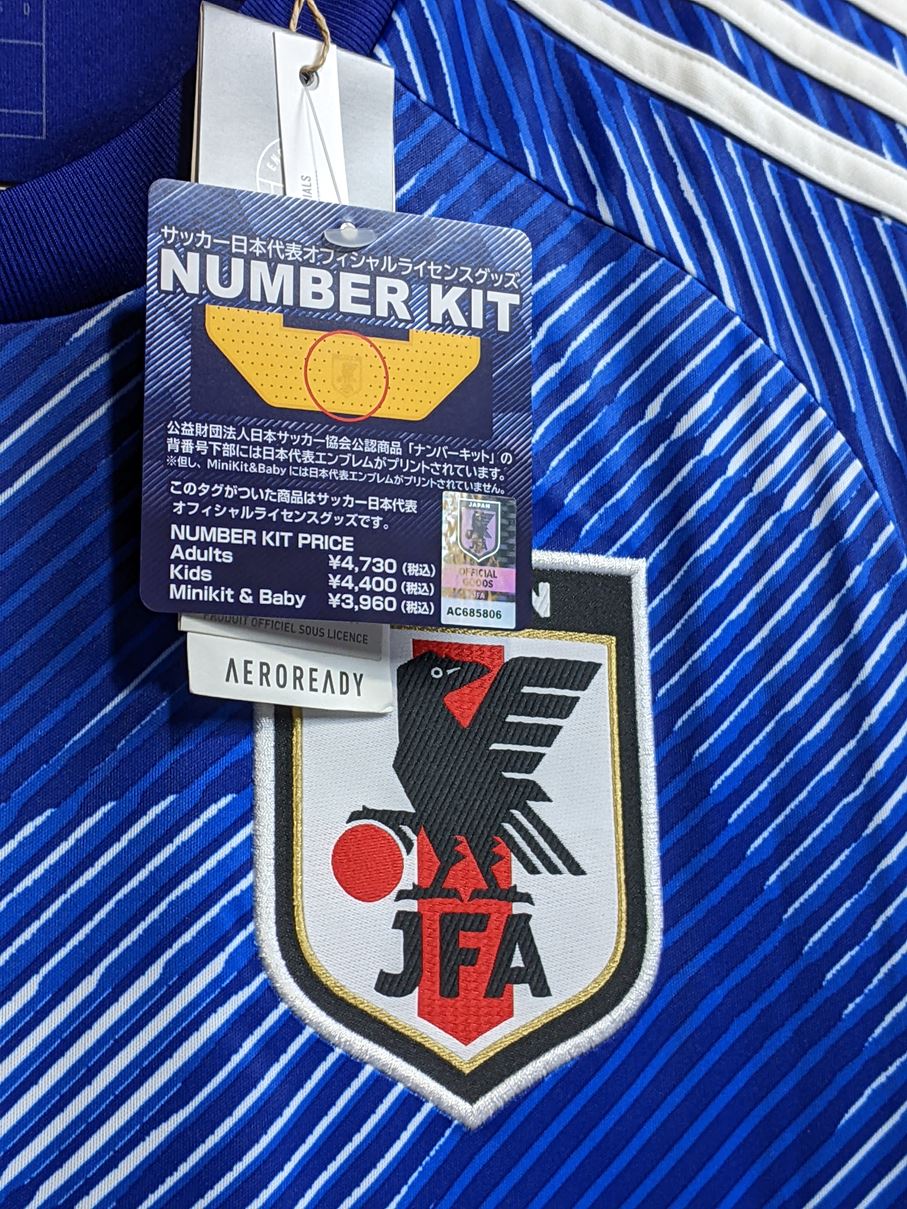 サッカー日本代表オフィシャルライセンスグッズ
NUMBER KIT
公益財団法人日本サッカー協会公認商品「ナンバーキット」の
背番号下部には日本代表エンブレムがプリントされています。
※但し、MiniKit&Babyには日本代表エンブレムがプリントされていません。
このタグがついた商品はサッカー日本代表
オフィシャルライセンスグッズです。
NUMBER KIT PRICE
Adults ¥4,730 (税込)
Kids ¥4,400 (税込)
Minikit & Baby ¥3,960 (税込)
JAPAN
OFFICIAL
GOODS
JFA
AC685806
PRODUIT OFFICIEL SOUS LICENCE
AEROREADY
JFA